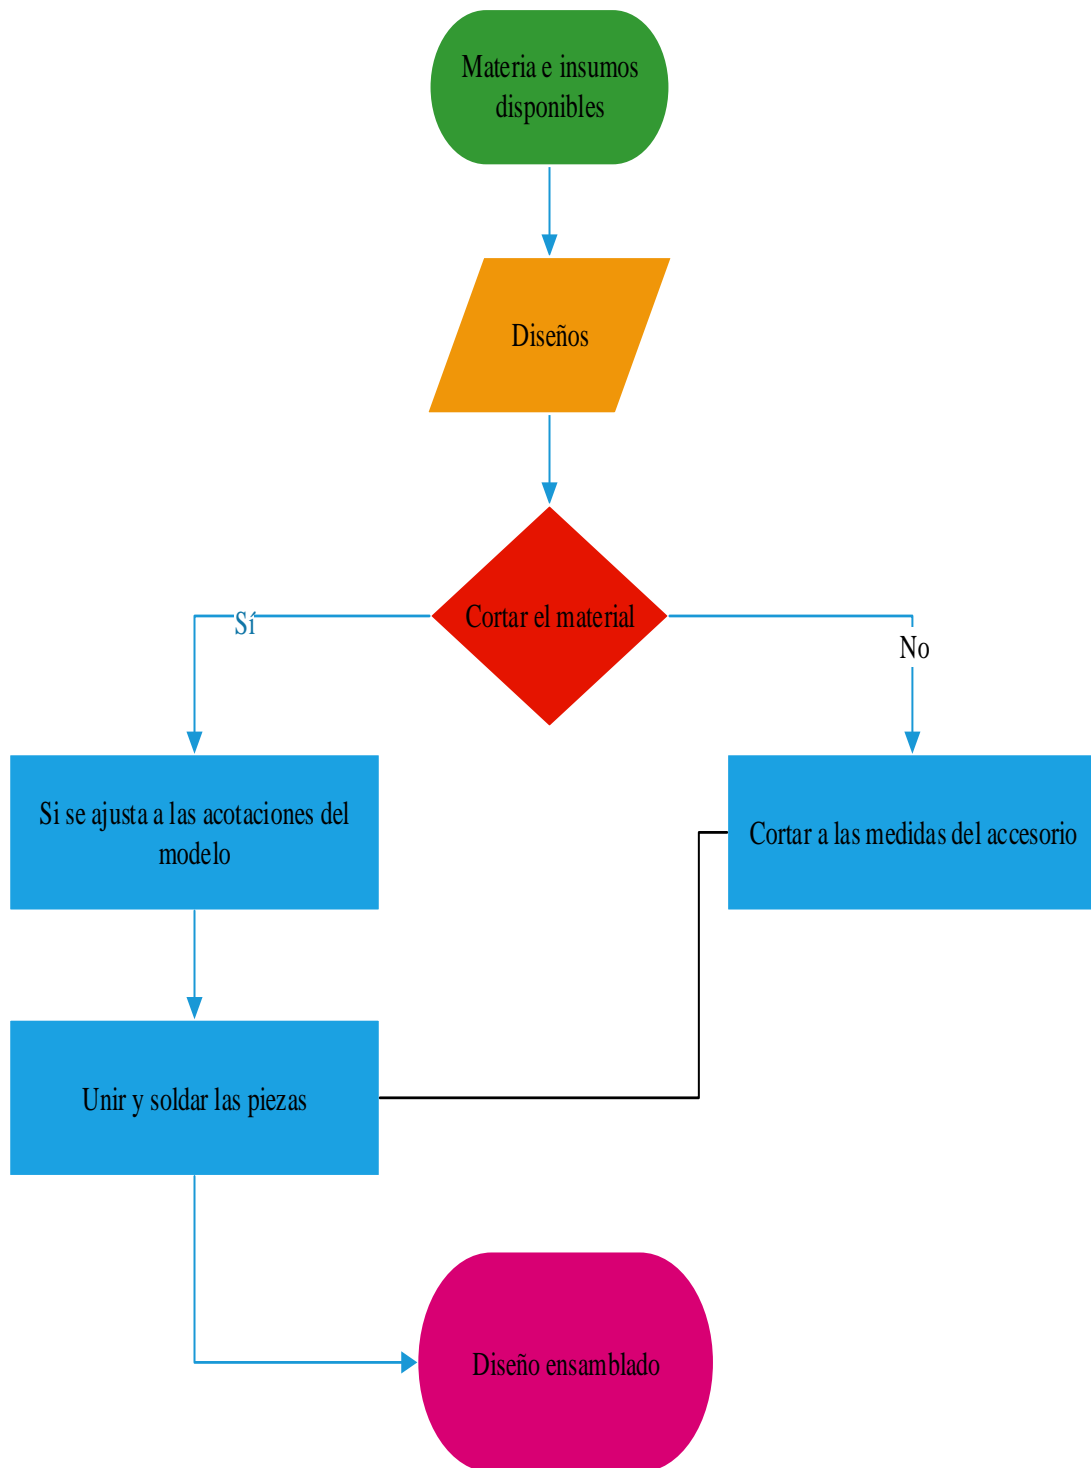 Materia e insumos
disponibles
Diseños
Cortar el material
Sí
No
Si se ajusta a las acotaciones del
modelo
Cortar a las medidas del accesorio
Unir y soldar las piezas
Diseño ensamblado